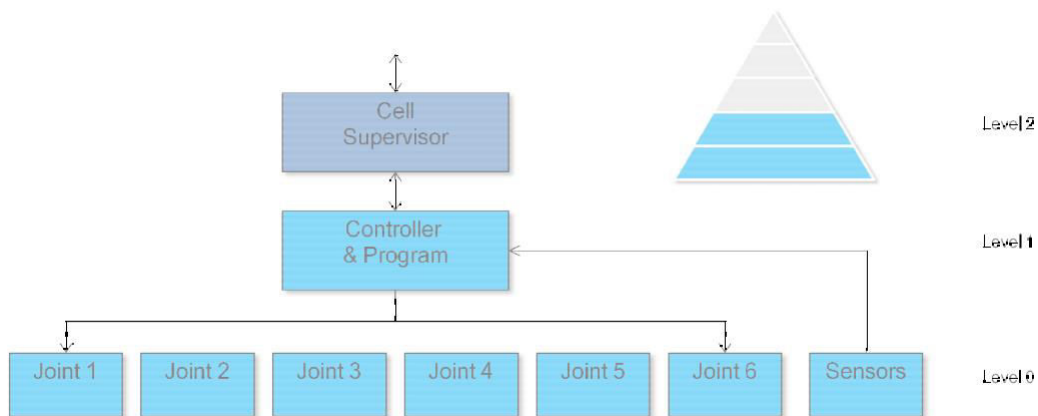 Cell
Supervisor
Level 2
Controller
& Program
Level 1
Joint 1
Joint 2
Joint 3
Joint 4
Joint 5
Joint 6
Sensors
Level 0